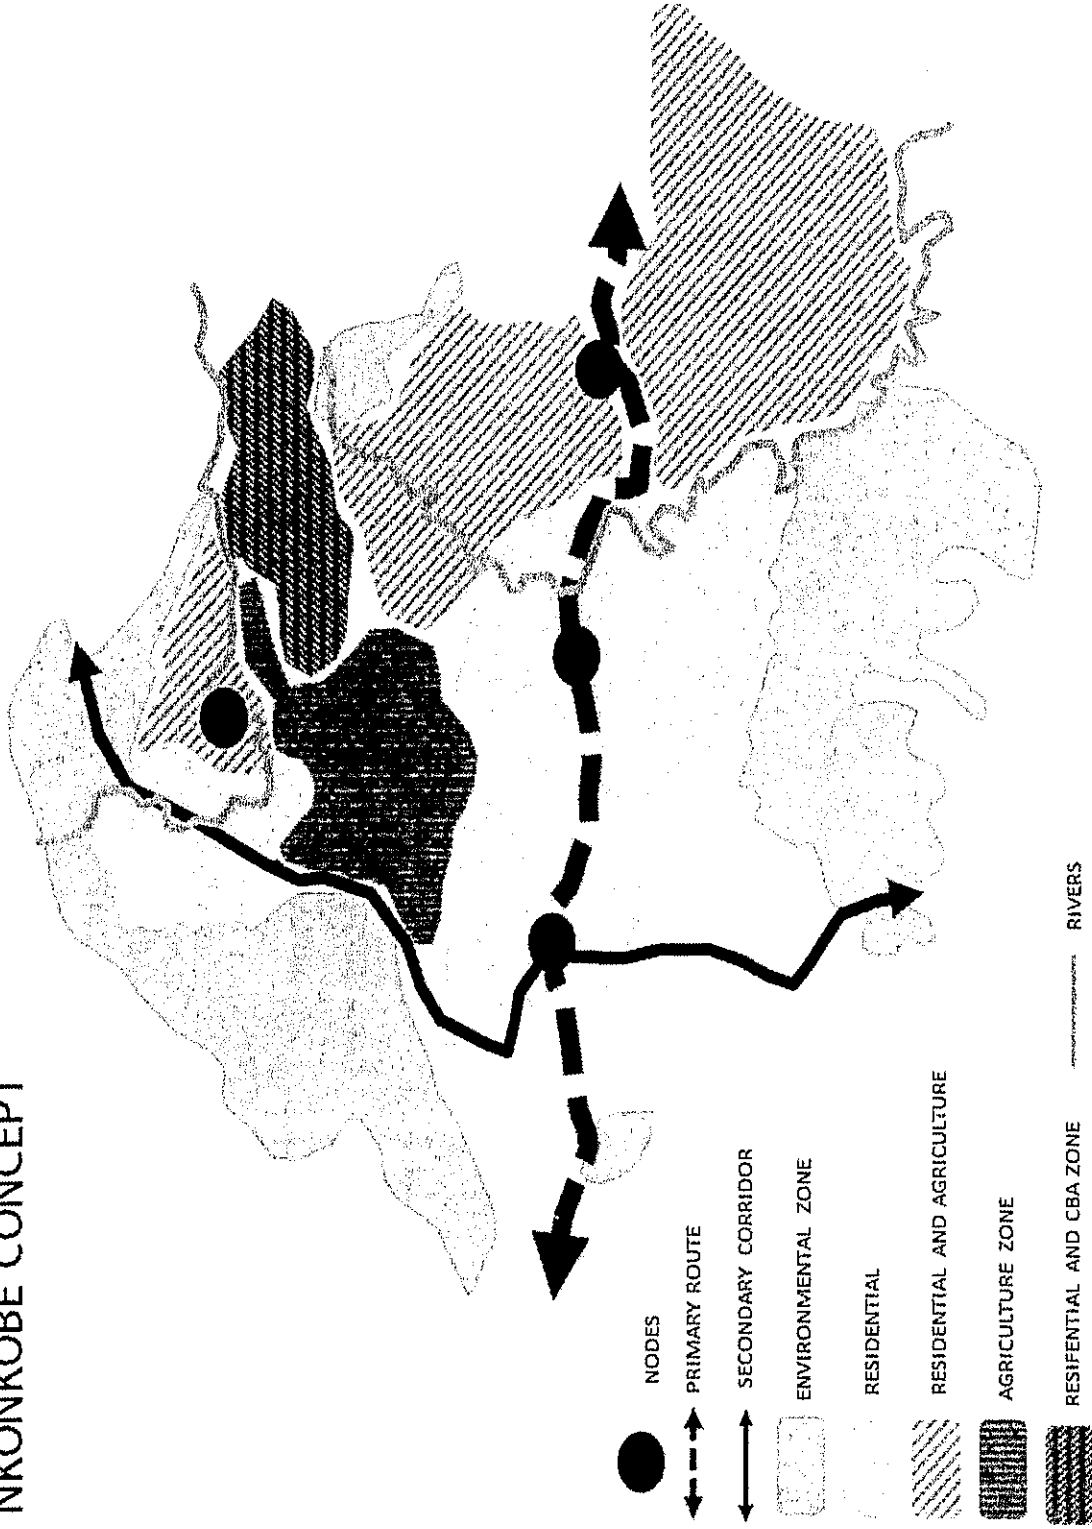 NKONKOBE CONCEPT
NODES
PRIMARY ROUTE
SECONDARY CORRIDOR
ENVIRONMENTAL ZONE
RESIDENTIAL
RESIDENTIAL AND AGRICULTURE
AGRICULTURE ZONE
RESIFENTIAL AND CBA ZONE
RIVERS